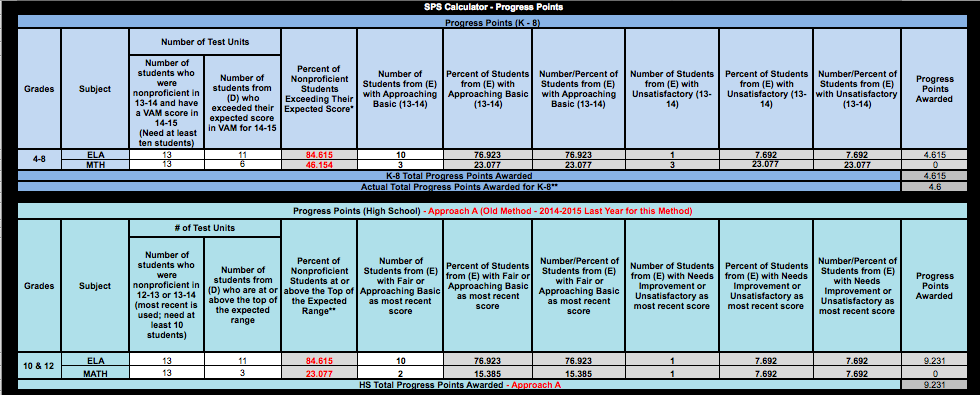 SPS Calculator - Progress Points
Progress Points (K - 8)
Grades
Subject
Number of Test Units
Number of
students who
were
nonproficient in
13-14 and have
a VAM score in
14-15
(Need at least
ten students)
Number of
students from
(D) who
exceeded their
expected score
in VAM for 14-15
Percent of
Nonproficient
Students
Exceeding Their
Expected Score*
Number of
Students from (E)
with Approaching
Basic (13-14)
Percent of Students
from (E) with
Approaching Basic
(13-14)
Number/Percent of
Students from (E)
with Approaching
Basic (13-14)
Number of Students
from (E) with
Unsatisfactory (13-
14)
Percent of Students
from (E) with
Unsatisfactory (13-
14)
Number/Percent of
Students from (E)
with Unsatisfactory
(13-14)
Progress
Points
Awarded
4-8
ELA 13 11 84.615 10 76.923 76.923 1 7.692 7.692 4.615
MTH 13 6 46.154 3 23.077 23.077 3 23.077 23.077 0
K-8 Total Progress Points Awarded 4.615
Actual Total Progress Points Awarded for K-8** 4.6
Progress Points (High School) - Approach A (Old Method - 2014-2015 Last Year for this Method)
Grades
Subject
# of Test Units
Number of
students who
were
nonproficient in
12-13 or 13-14
(most recent is
used; need at
least 10
students)
Number of
students from
(D) who are at or
above the top of
the expected
range
Percent of
Nonproficient
Students at or
above the Top of
the Expected
Range**
Number of
Students from (E)
with Fair or
Approaching Basic
as most recent
score
Percent of Students
from (E) with Fair or
Approaching Basic
as most recent
score
Number/Percent of
Students from (E)
with Fair or
Approaching Basic
as most recent
score
Number of Students
from (E) with Needs
Improvement or
Unsatisfactory as
most recent score
Percent of Students
from (E) with Needs
Improvement or
Unsatisfactory as
most recent score
Number/Percent of
Students from (E)
with Needs
Improvement or
Unsatisfactory as
most recent score
Progress
Points
Awarded
10 & 12
ELA 13 11 84.615 10 76.923 76.923 1 7.692 7.692 9.231
MATH 13 3 23.077 2 15.385 15.385 1 7.692 7.692 0
HS Total Progress Points Awarded - Approach A 9.231